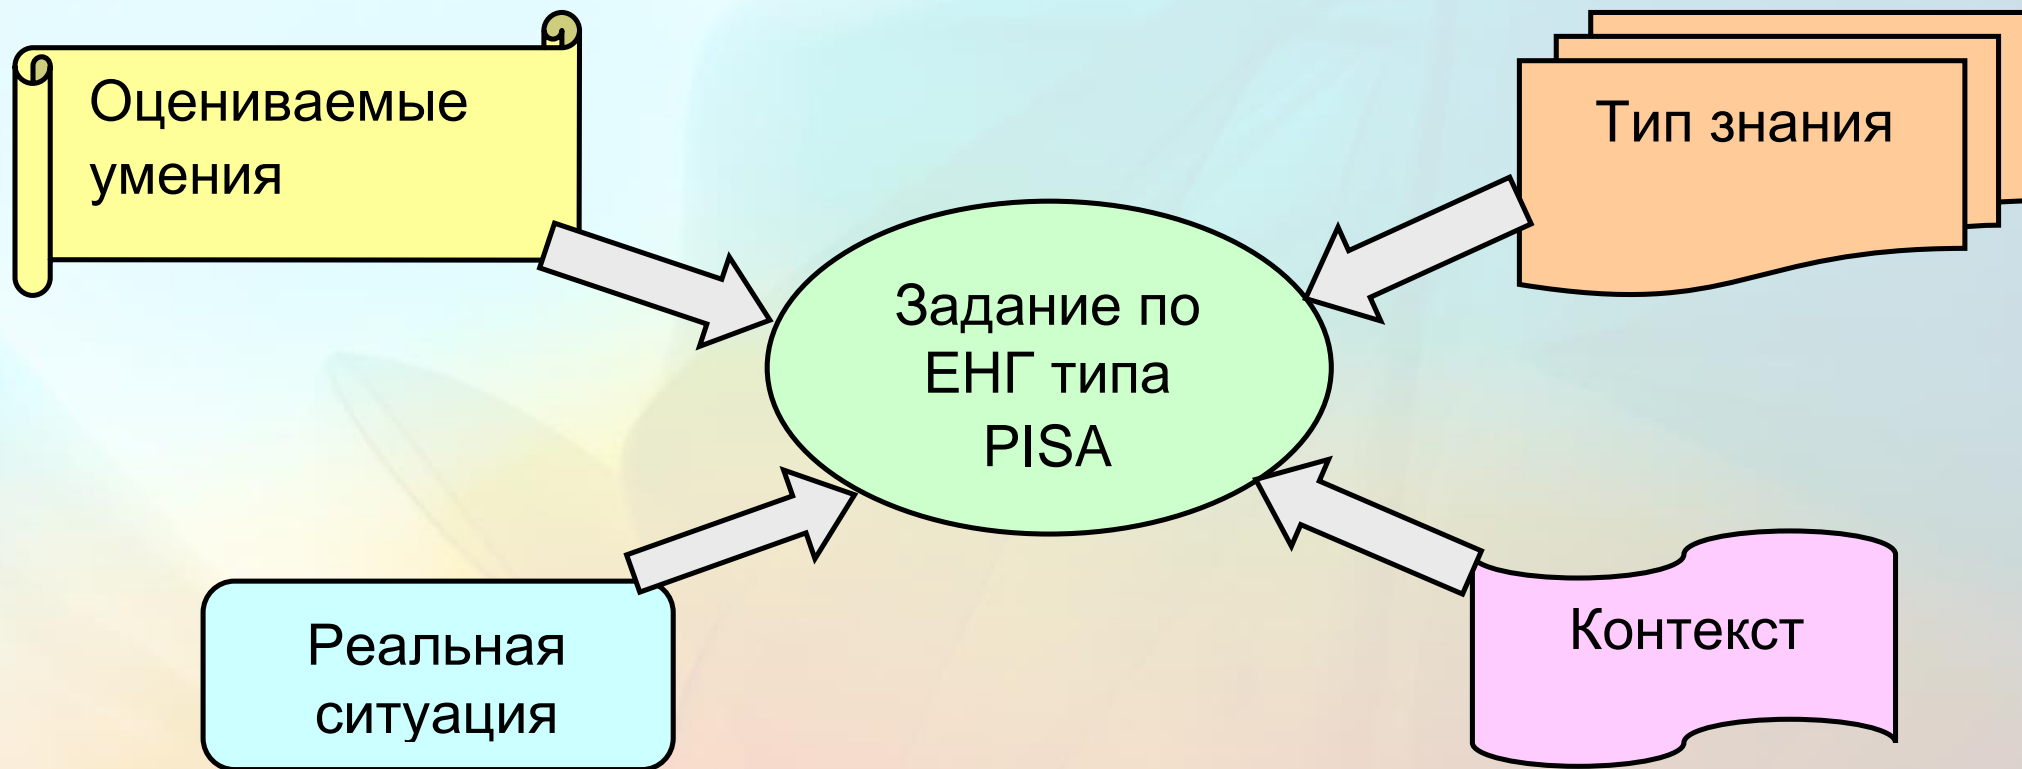 Оцениваемые
умения
Тип знания
Задание по
ЕНГ типа
PISA
Реальная
ситуация
Контекст